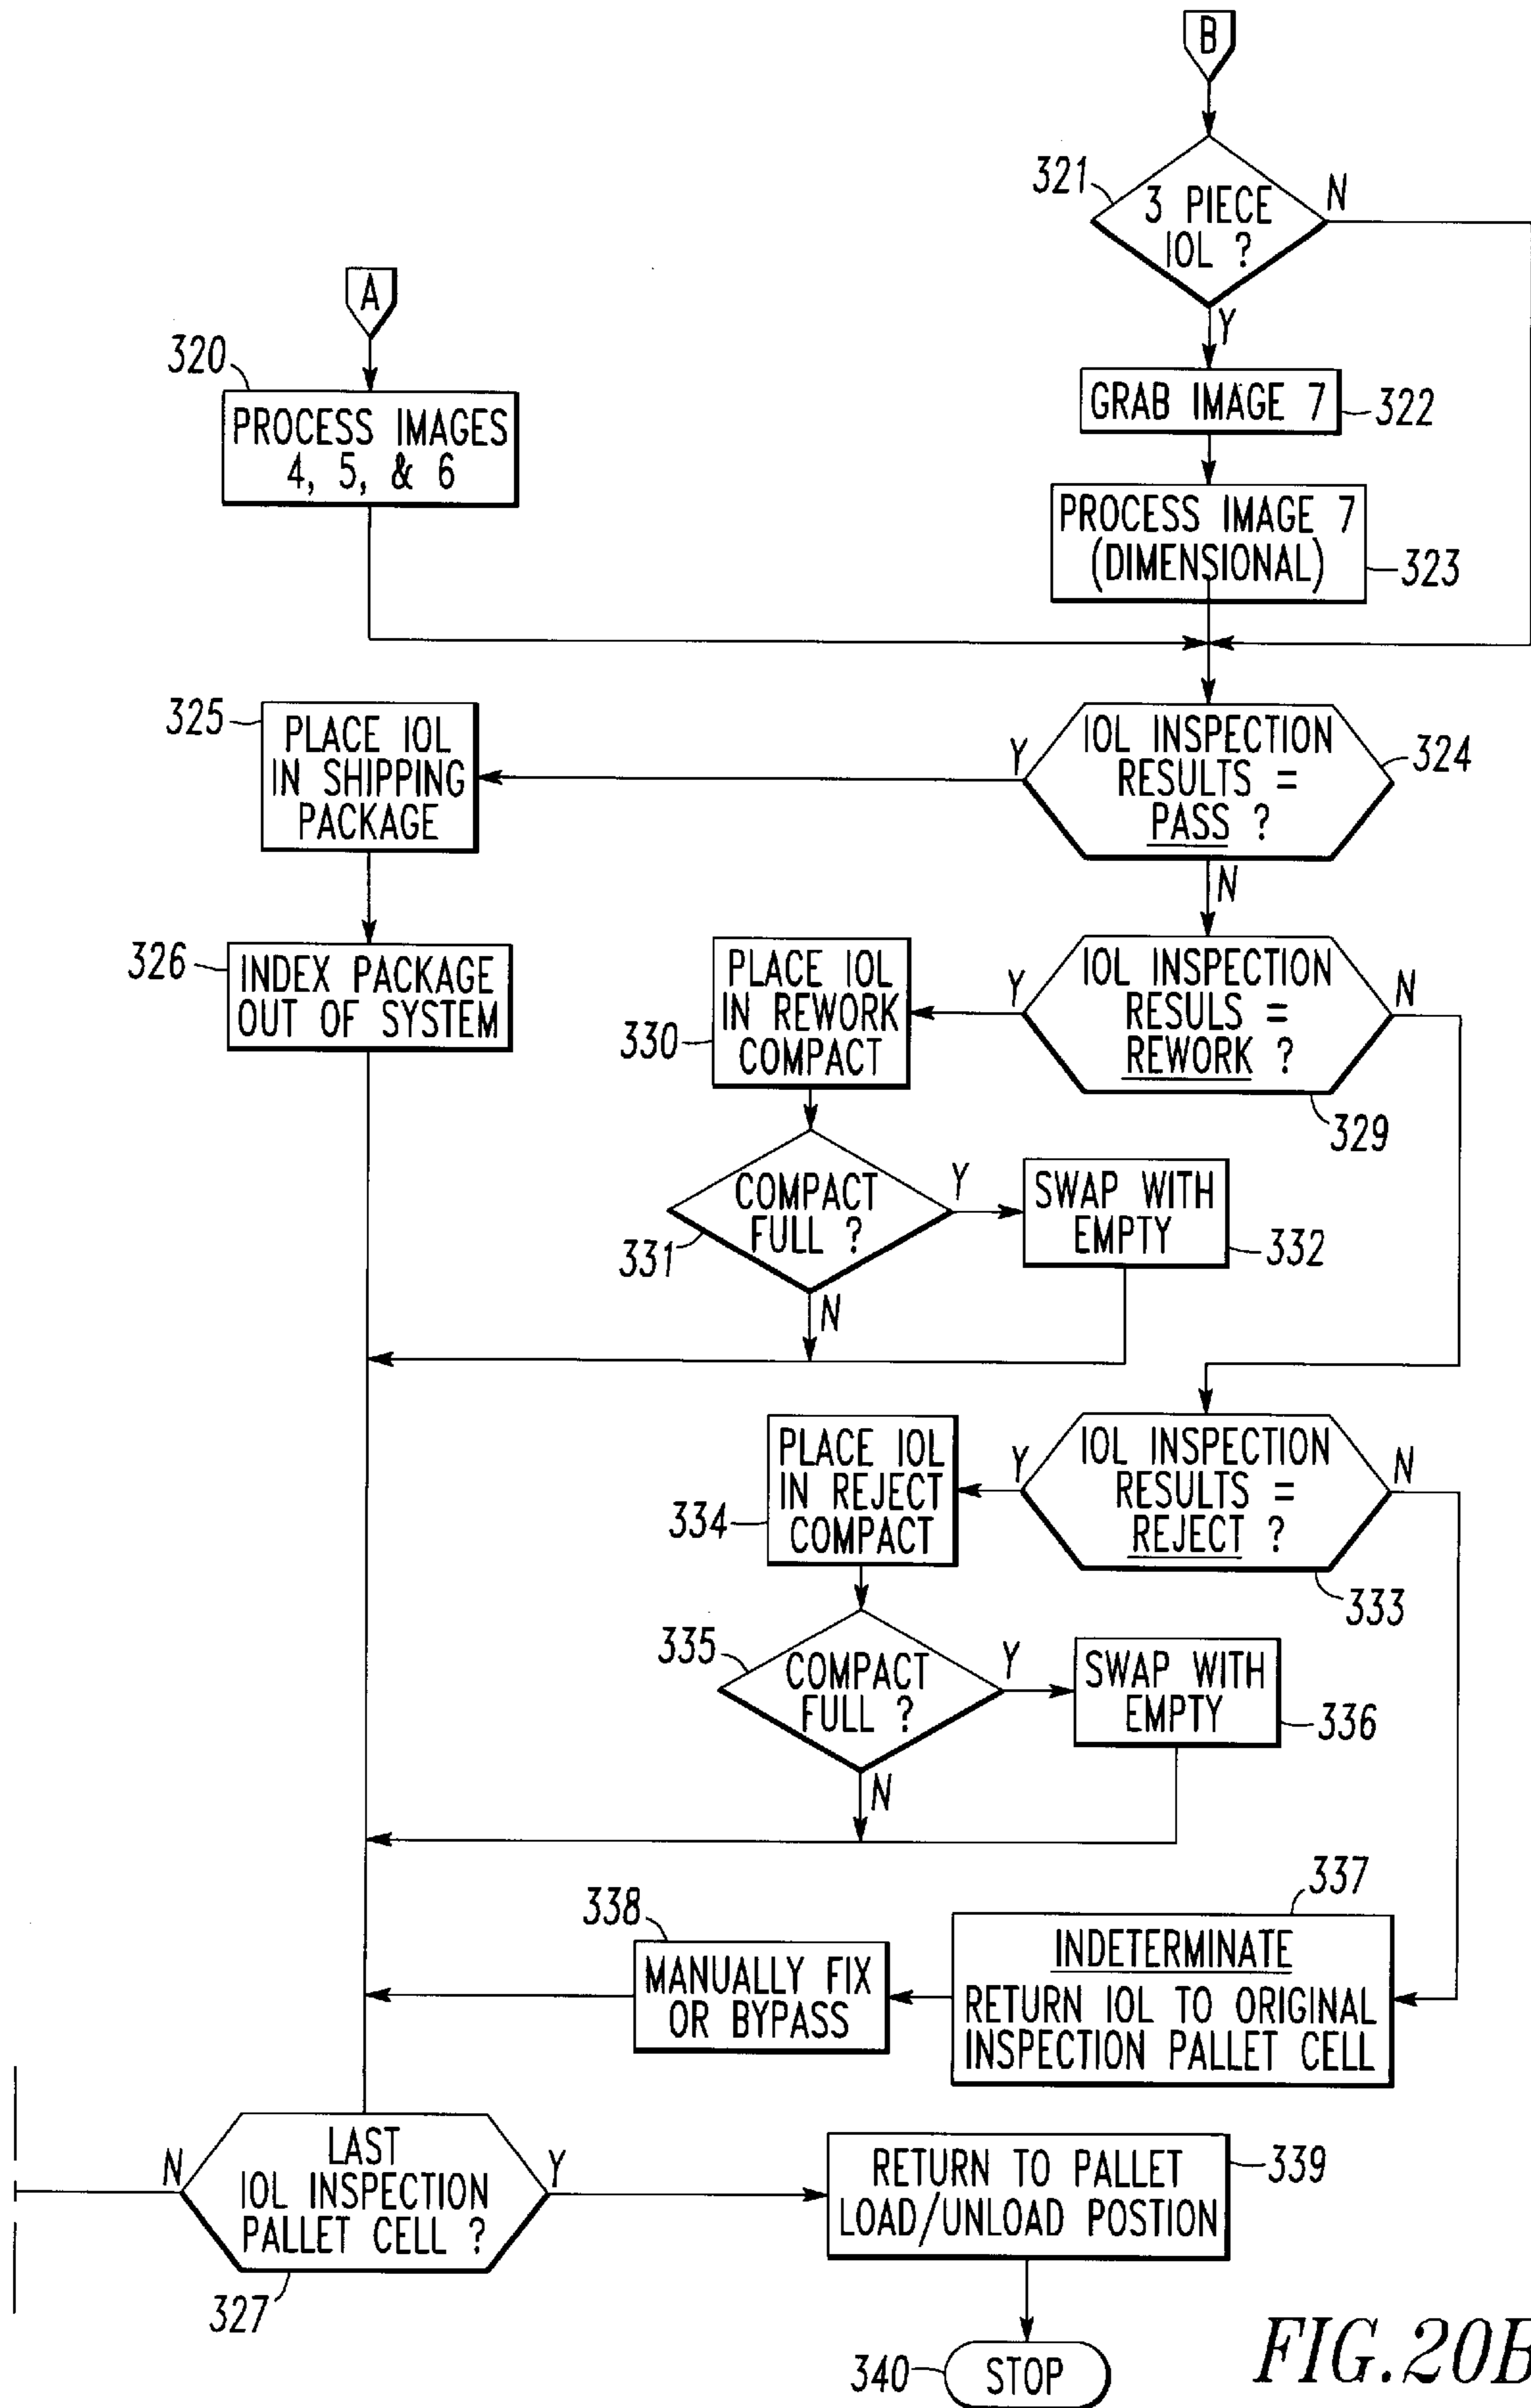 B
321
3 PIECE
IOL ?
N
Y
A
320
PROCESS IMAGES
4, 5, & 6
GRAB IMAGE 7
322
PROCESS IMAGE 7
(DIMENSIONAL)
323
325
PLACE IOL
IN SHIPPING
PACKAGE
Y
IOL INSPECTION
RESULTS =
PASS ?
324
N
326
INDEX PACKAGE
OUT OF SYSTEM
330
PLACE IOL
IN REWORK
COMPACT
Y
IOL INSPECTION
RESULS =
REWORK ?
N
329
331
COMPACT
FULL ?
Y
N
SWAP WITH
EMPTY
332
334
PLACE IOL
IN REJECT
COMPACT
Y
IOL INSPECTION
RESULTS =
REJECT ?
N
333
335
COMPACT
FULL ?
Y
N
SWAP WITH
EMPTY
336
337
338
MANUALLY FIX
OR BYPASS
INDETERMINATE
RETURN IOL TO ORIGINAL
INSPECTION PALLET CELL
N
LAST
IOL INSPECTION
PALLET CELL ?
Y
327
RETURN TO PALLET
LOAD/UNLOAD POSTION
339
340
STOP
FIG.20B